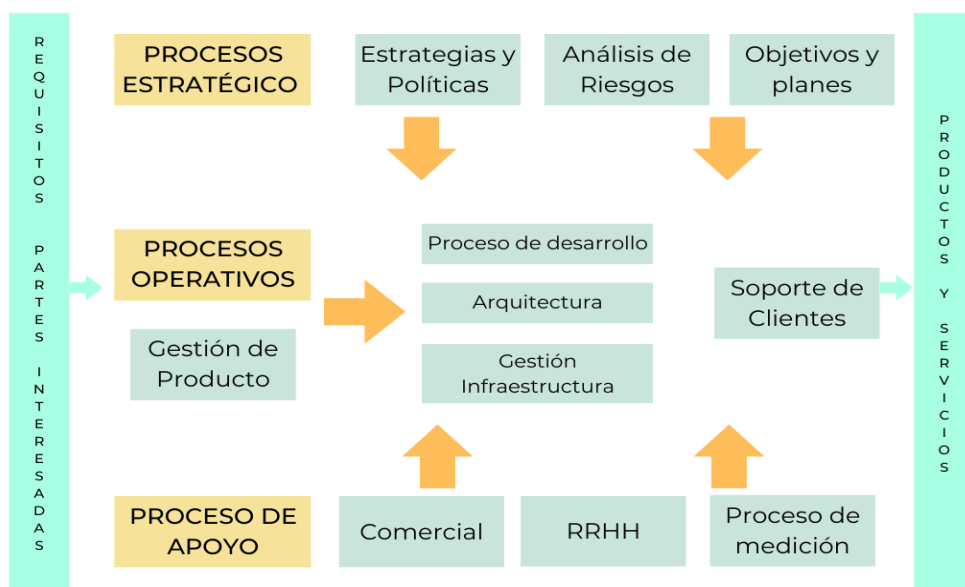 REQUISITOS PARTES INTERESADAS
PROCESOS
ESTRATÉGICO
Estrategias y
Políticas
Análisis de
Riesgos
Objetivos y
planes
PROCESOS
OPERATIVOS
Gestión de
Producto
Proceso de desarrollo
Arquitectura
Gestión
Infraestructura
Soporte de
Clientes
PROCESO DE
APOYO
Comercial
RRHH
Proceso de
medición
PRODUCTOS Y SERVICIOS